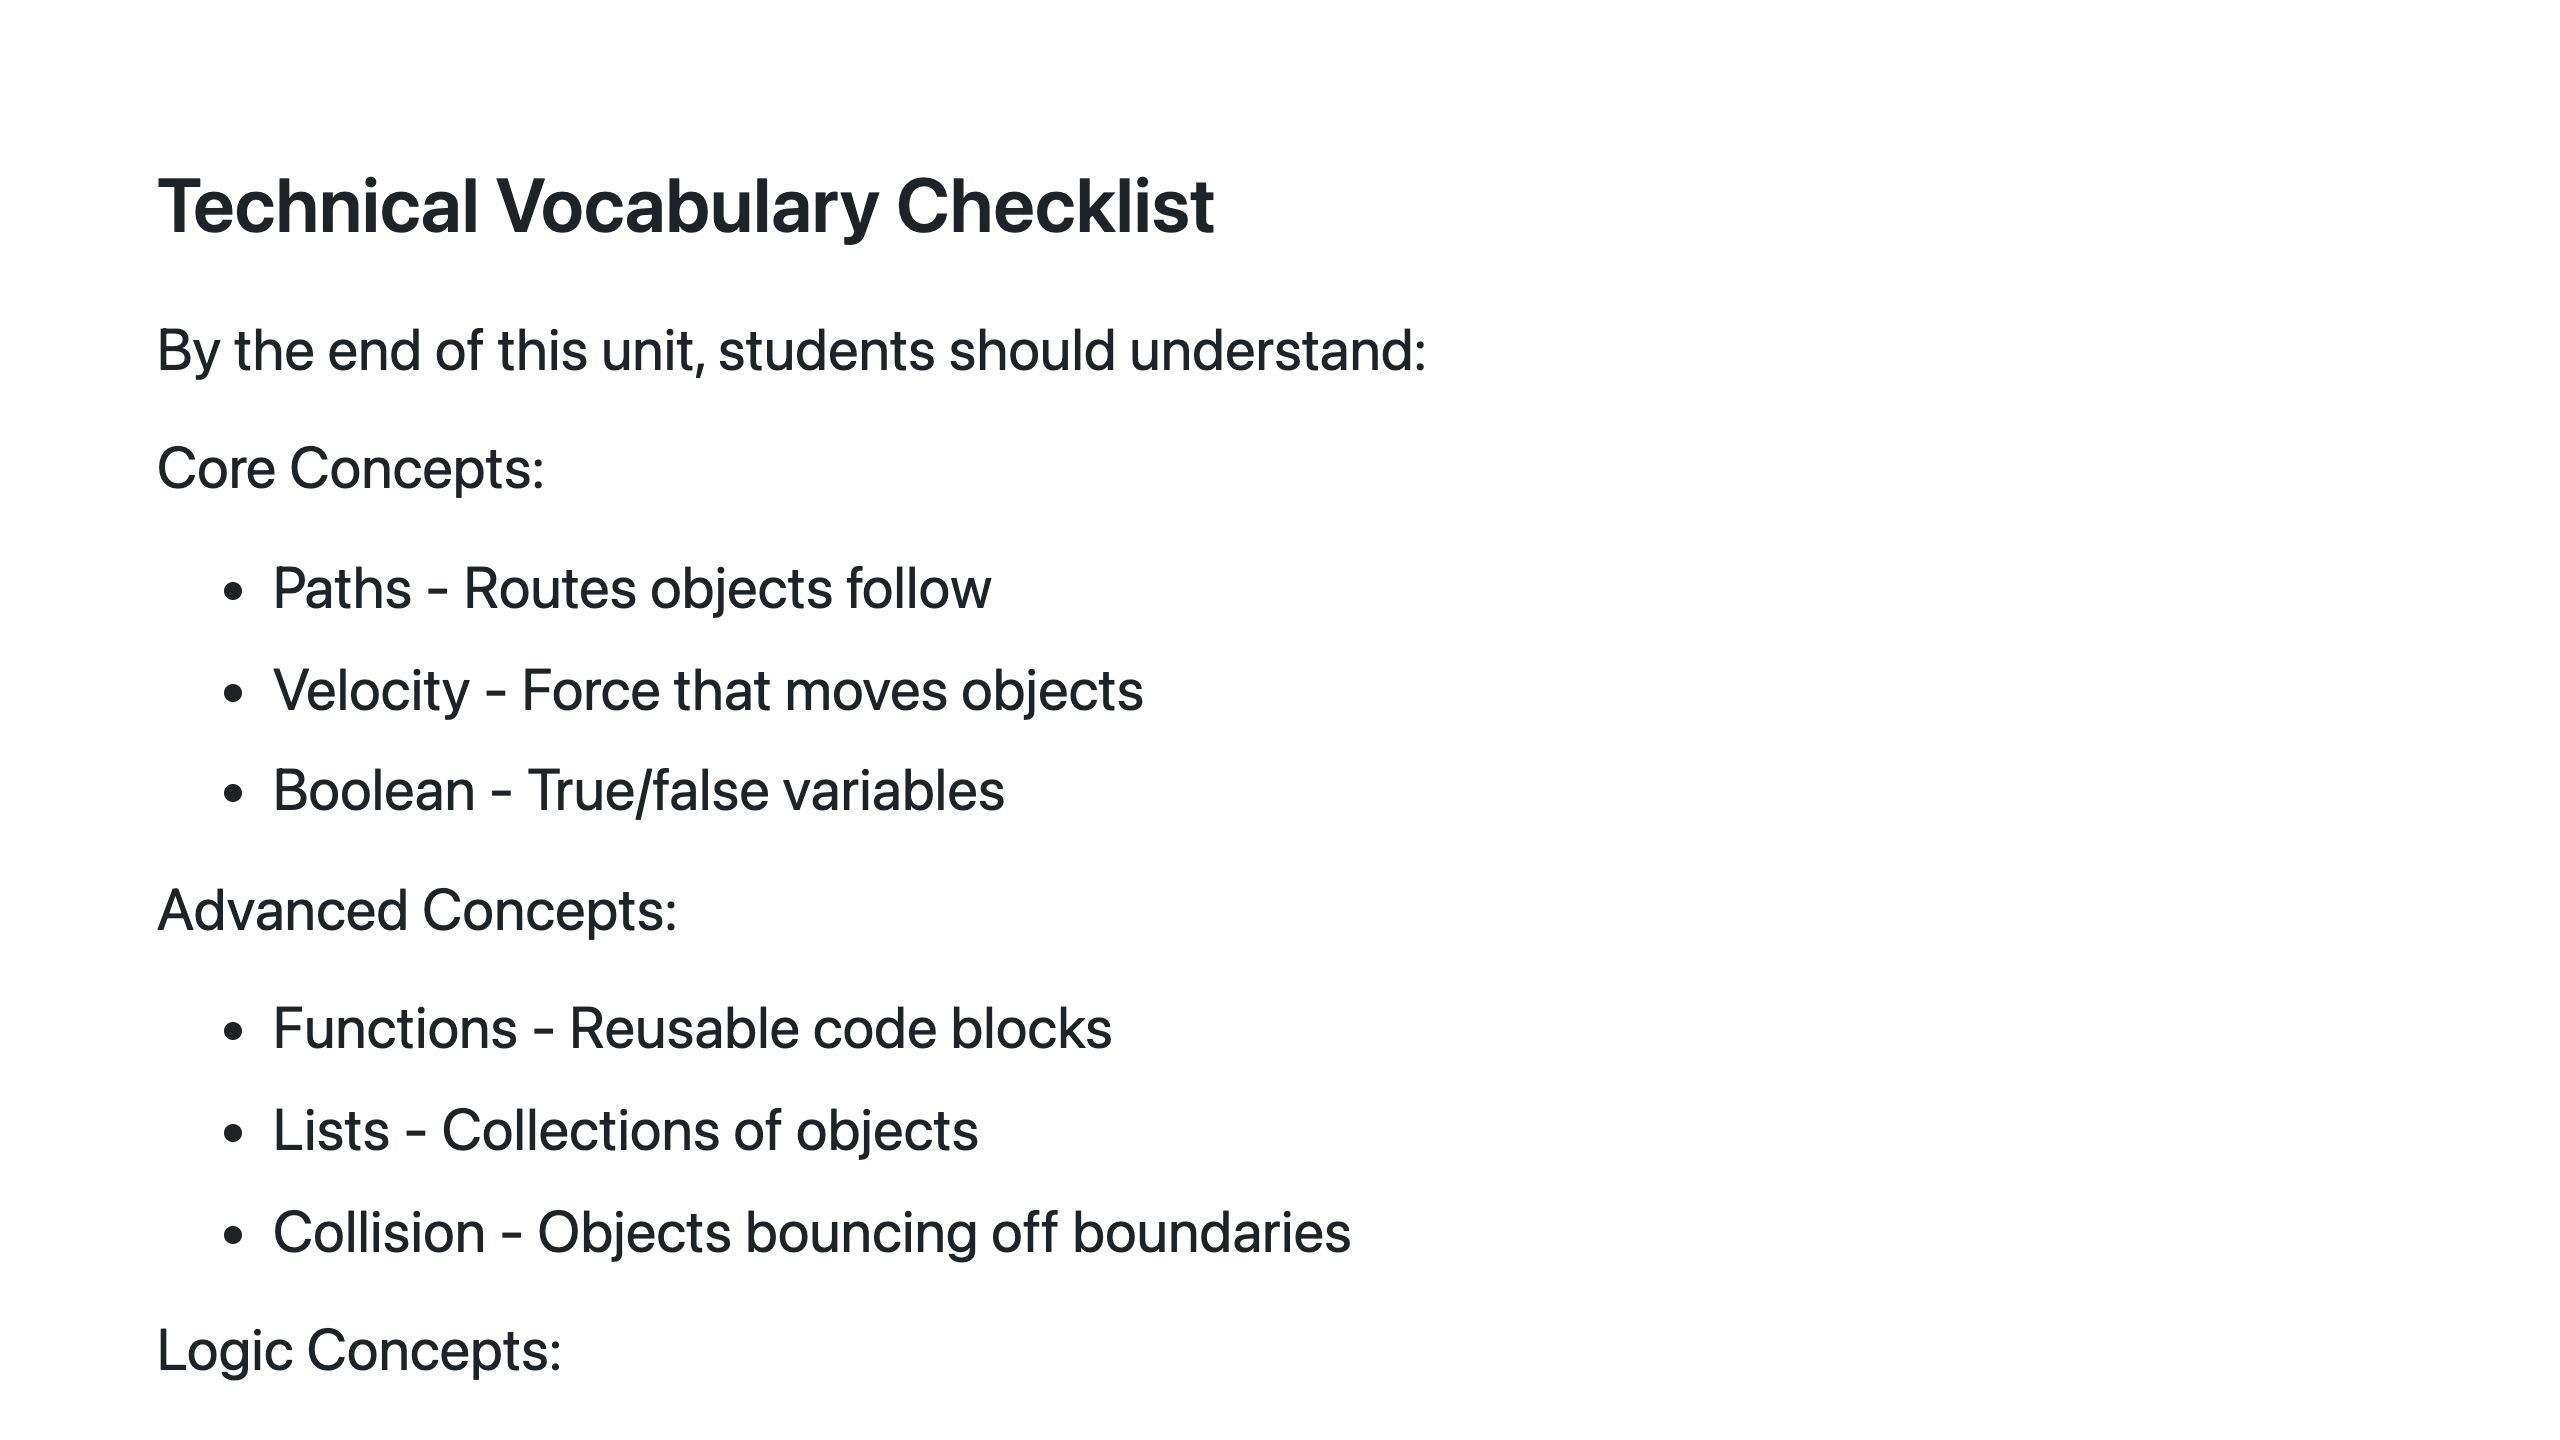 Technical Vocabulary Checklist
By the end of this unit, students should understand:
Core Concepts:
• Paths - Routes objects follow
• Velocity - Force that moves objects
• Boolean - True/false variables
Advanced Concepts:
• Functions - Reusable code blocks
• Lists - Collections of objects
• Collision - Objects bouncing off boundaries
Logic Concepts: